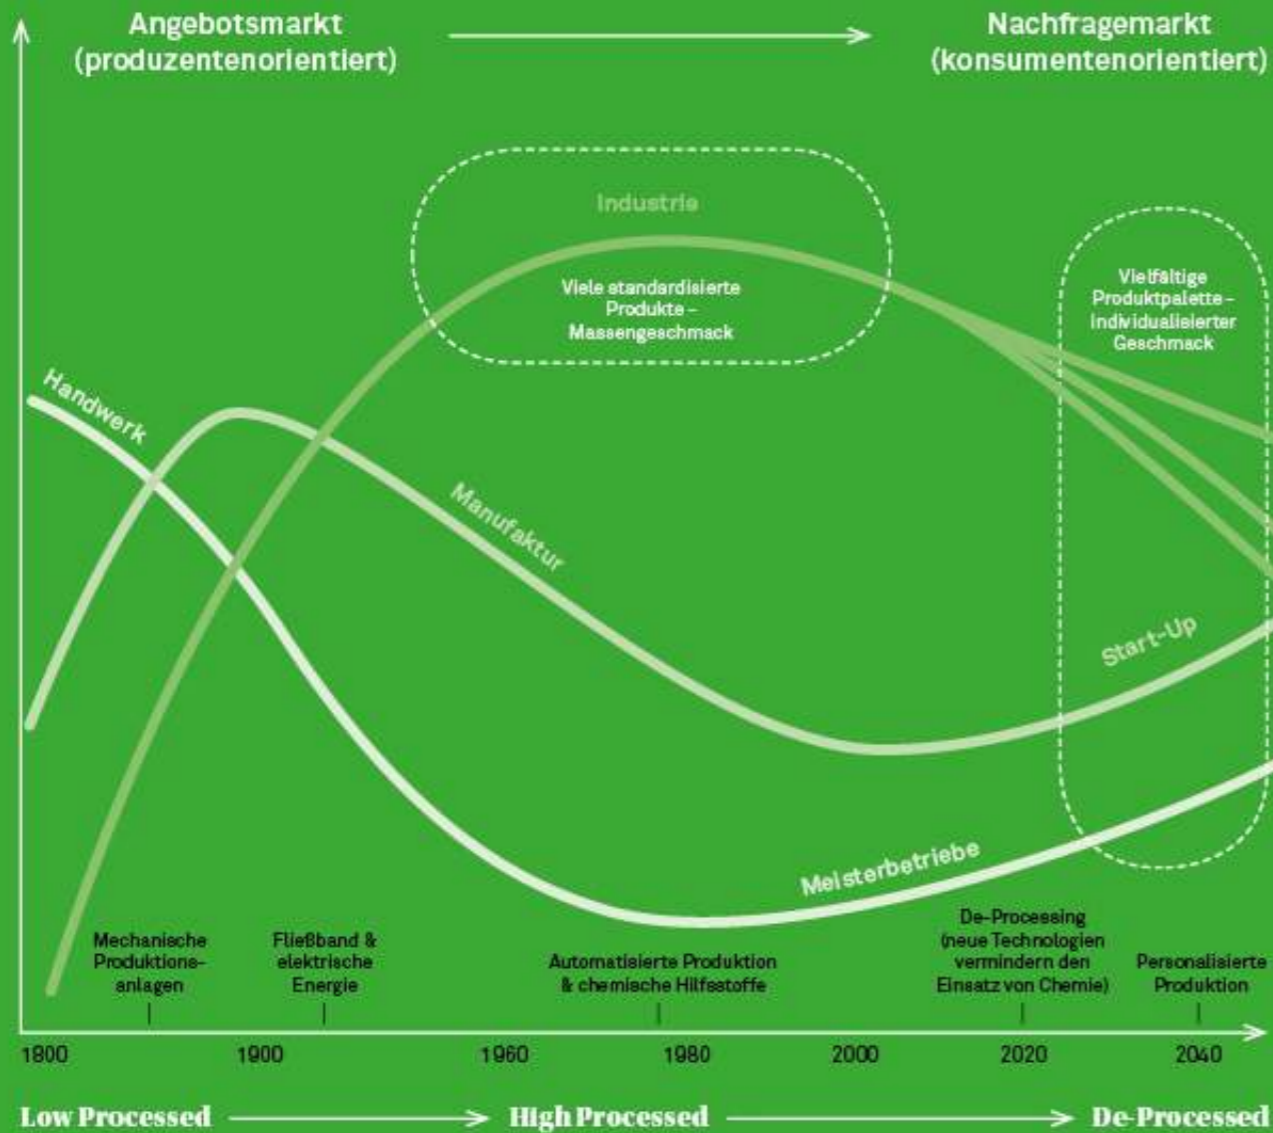 Angebotsmarkt
(produzentenorientiert)
Nachfragemarkt
(konsumentenorientiert)
Industrie
Viele standardisierte
Produkte –
Massengeschmack
Vielfältige
Produktpalette –
Individualisierter
Geschmack
Handwerk
Manufaktur
Start-Up
Meisterbetriebe
Mechanische
Produktions-
anlagen
Fließband &
elektrische
Energie
Automatisierte Produktion
& chemische Hilfsstoffe
De-Processing
(neue Technologien
vermindern den
Einsatz von Chemie)
Personalisierte
Produktion
1800 1900 1960 1980 2000 2020 2040
Low Processed High Processed De-Processed